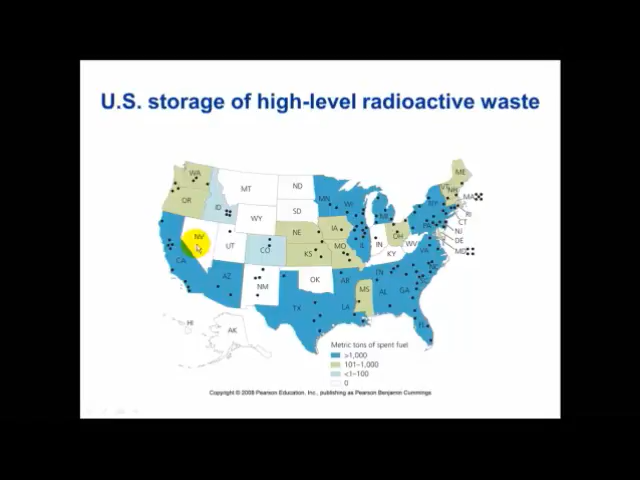 U.S. storage of high-level radioactive waste
WA
MT
ND
MN
ME
VT
NH
OR
ID
WY
SD
WI
MI
NY
MA
RI
CT
NJ
DE
MD
NV
UT
CO
NE
IA
IL
IN
OH
WV
VA
CA
KS
MO
KY
AZ
NM
OK
AR
TN
TX
LA
MS
AL
GA
FL
HI
AK
Metric tons of spent fuel
>1,000
101–1,000
<1–100
0
Copyright © 2008 Pearson Education, Inc., publishing as Pearson Benjamin Cummings